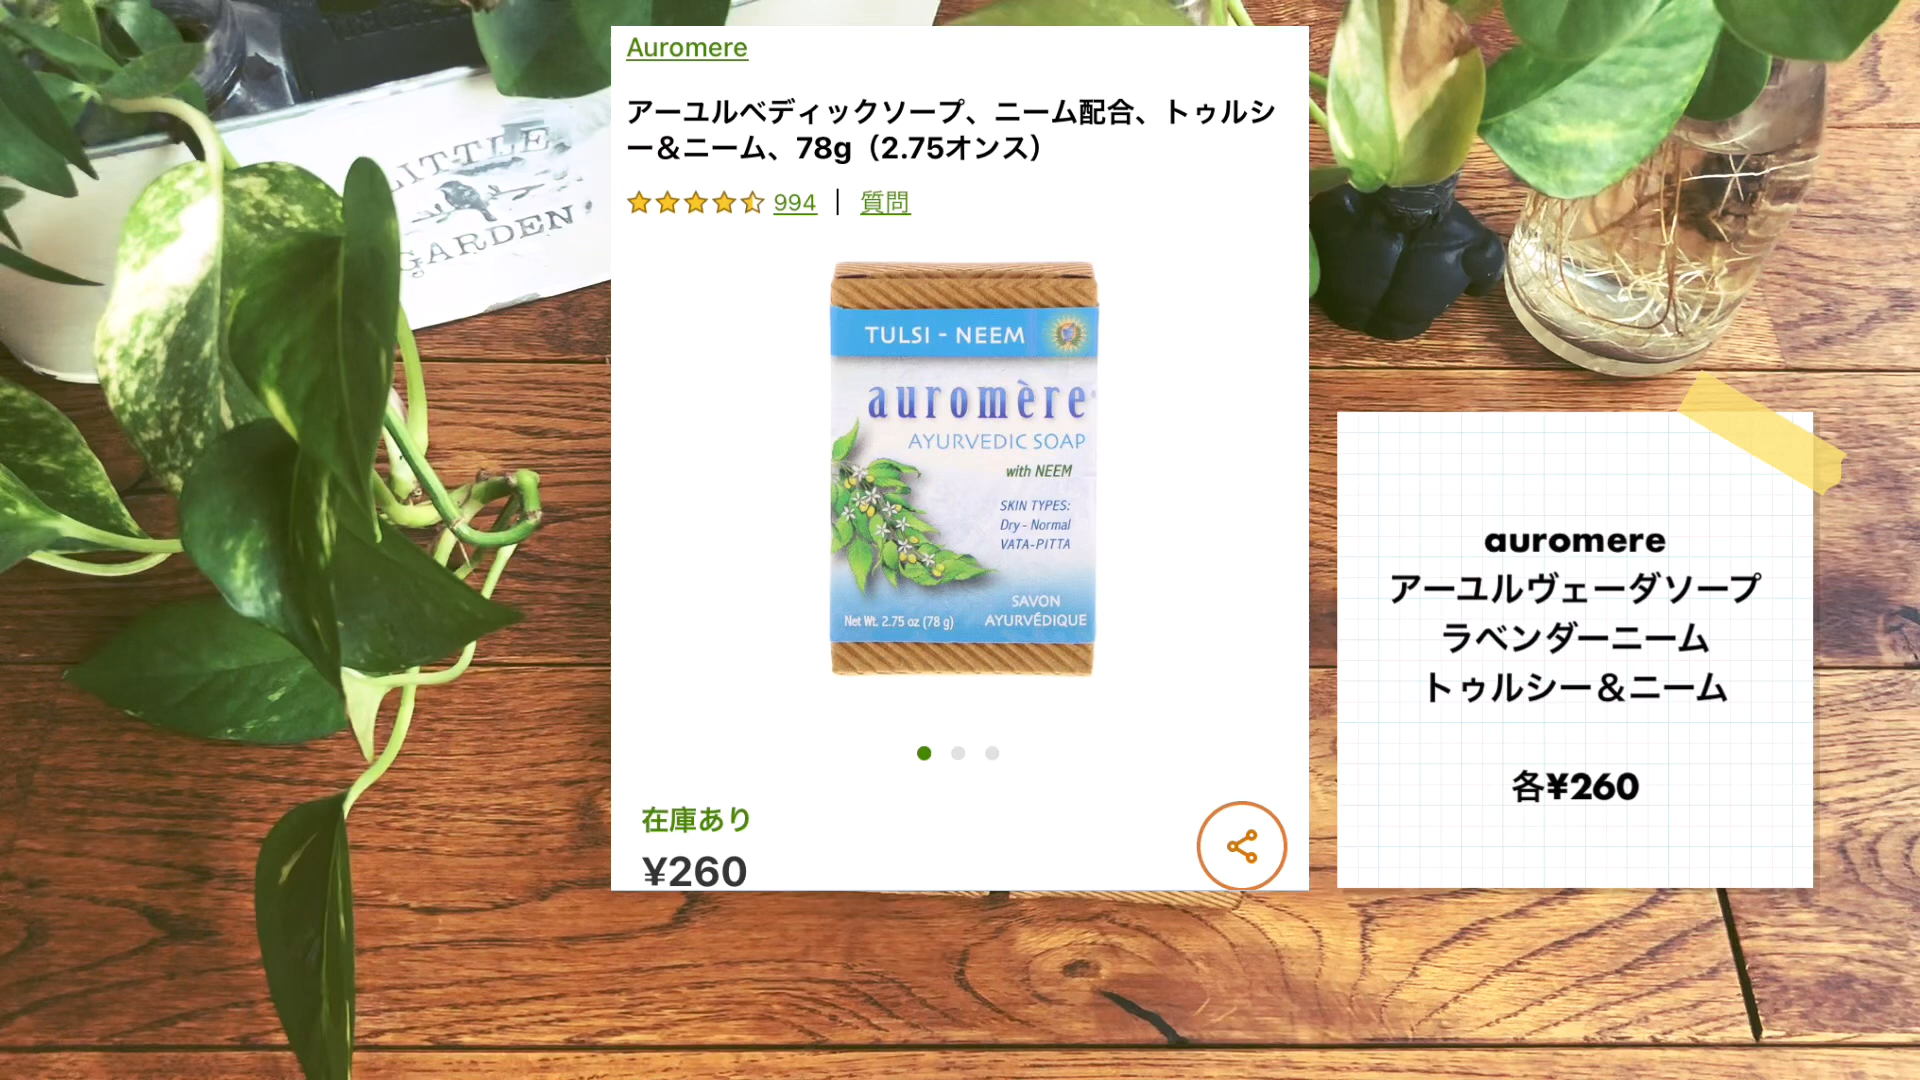 LITTLE
GARDEN
Auromere
アーユルベディックソープ、ニーム配合、トゥルシ
ー＆ニーム、78g（2.75オンス）
994 | 質問
TULSI - NEEM
auromère
AYURVEDIC SOAP
with NEEM
SKIN TYPES:
Dry - Normal
VATA-PITTA
SAVON
AYURVÉDIQUE
Net Wt. 2.75 oz (78 g)
在庫あり
¥260
auromere
アーユルヴェーダソープ
ラベンダーニーム
トゥルシー＆ニーム
各¥260